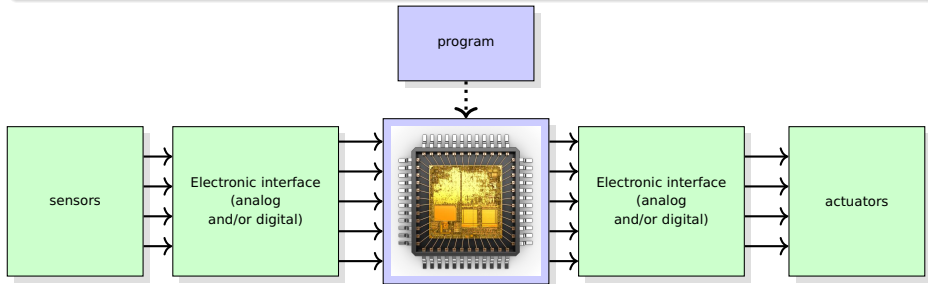 program
sensors
Electronic interface
(analog
and/or digital)
Electronic interface
(analog
and/or digital)
actuators